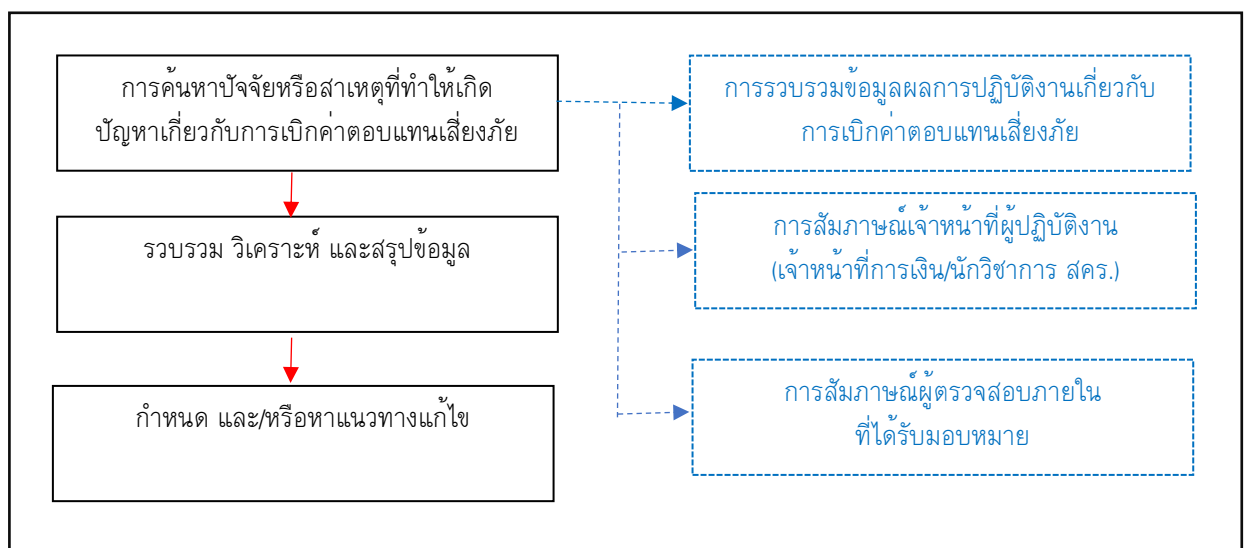 การค้นหาปัจจัยหรือสาเหตุที่ทำให้เกิด
ปัญหาเกี่ยวกับการเบิกค่าตอบแทนเสี่ยงภัย
รวบรวม วิเคราะห์ และสรุปข้อมูล
กำหนด และ/หรือหาแนวทางแก้ไข
การรวบรวมข้อมูลผลการปฏิบัติงานเกี่ยวกับ
การเบิกค่าตอบแทนเสี่ยงภัย
การสัมภาษณ์เจ้าหน้าที่ผู้ปฏิบัติงาน
(เจ้าหน้าที่การเงิน/นักวิชาการ สคร.)
การสัมภาษณ์ผู้ตรวจสอบภายใน
ที่ได้รับมอบหมาย